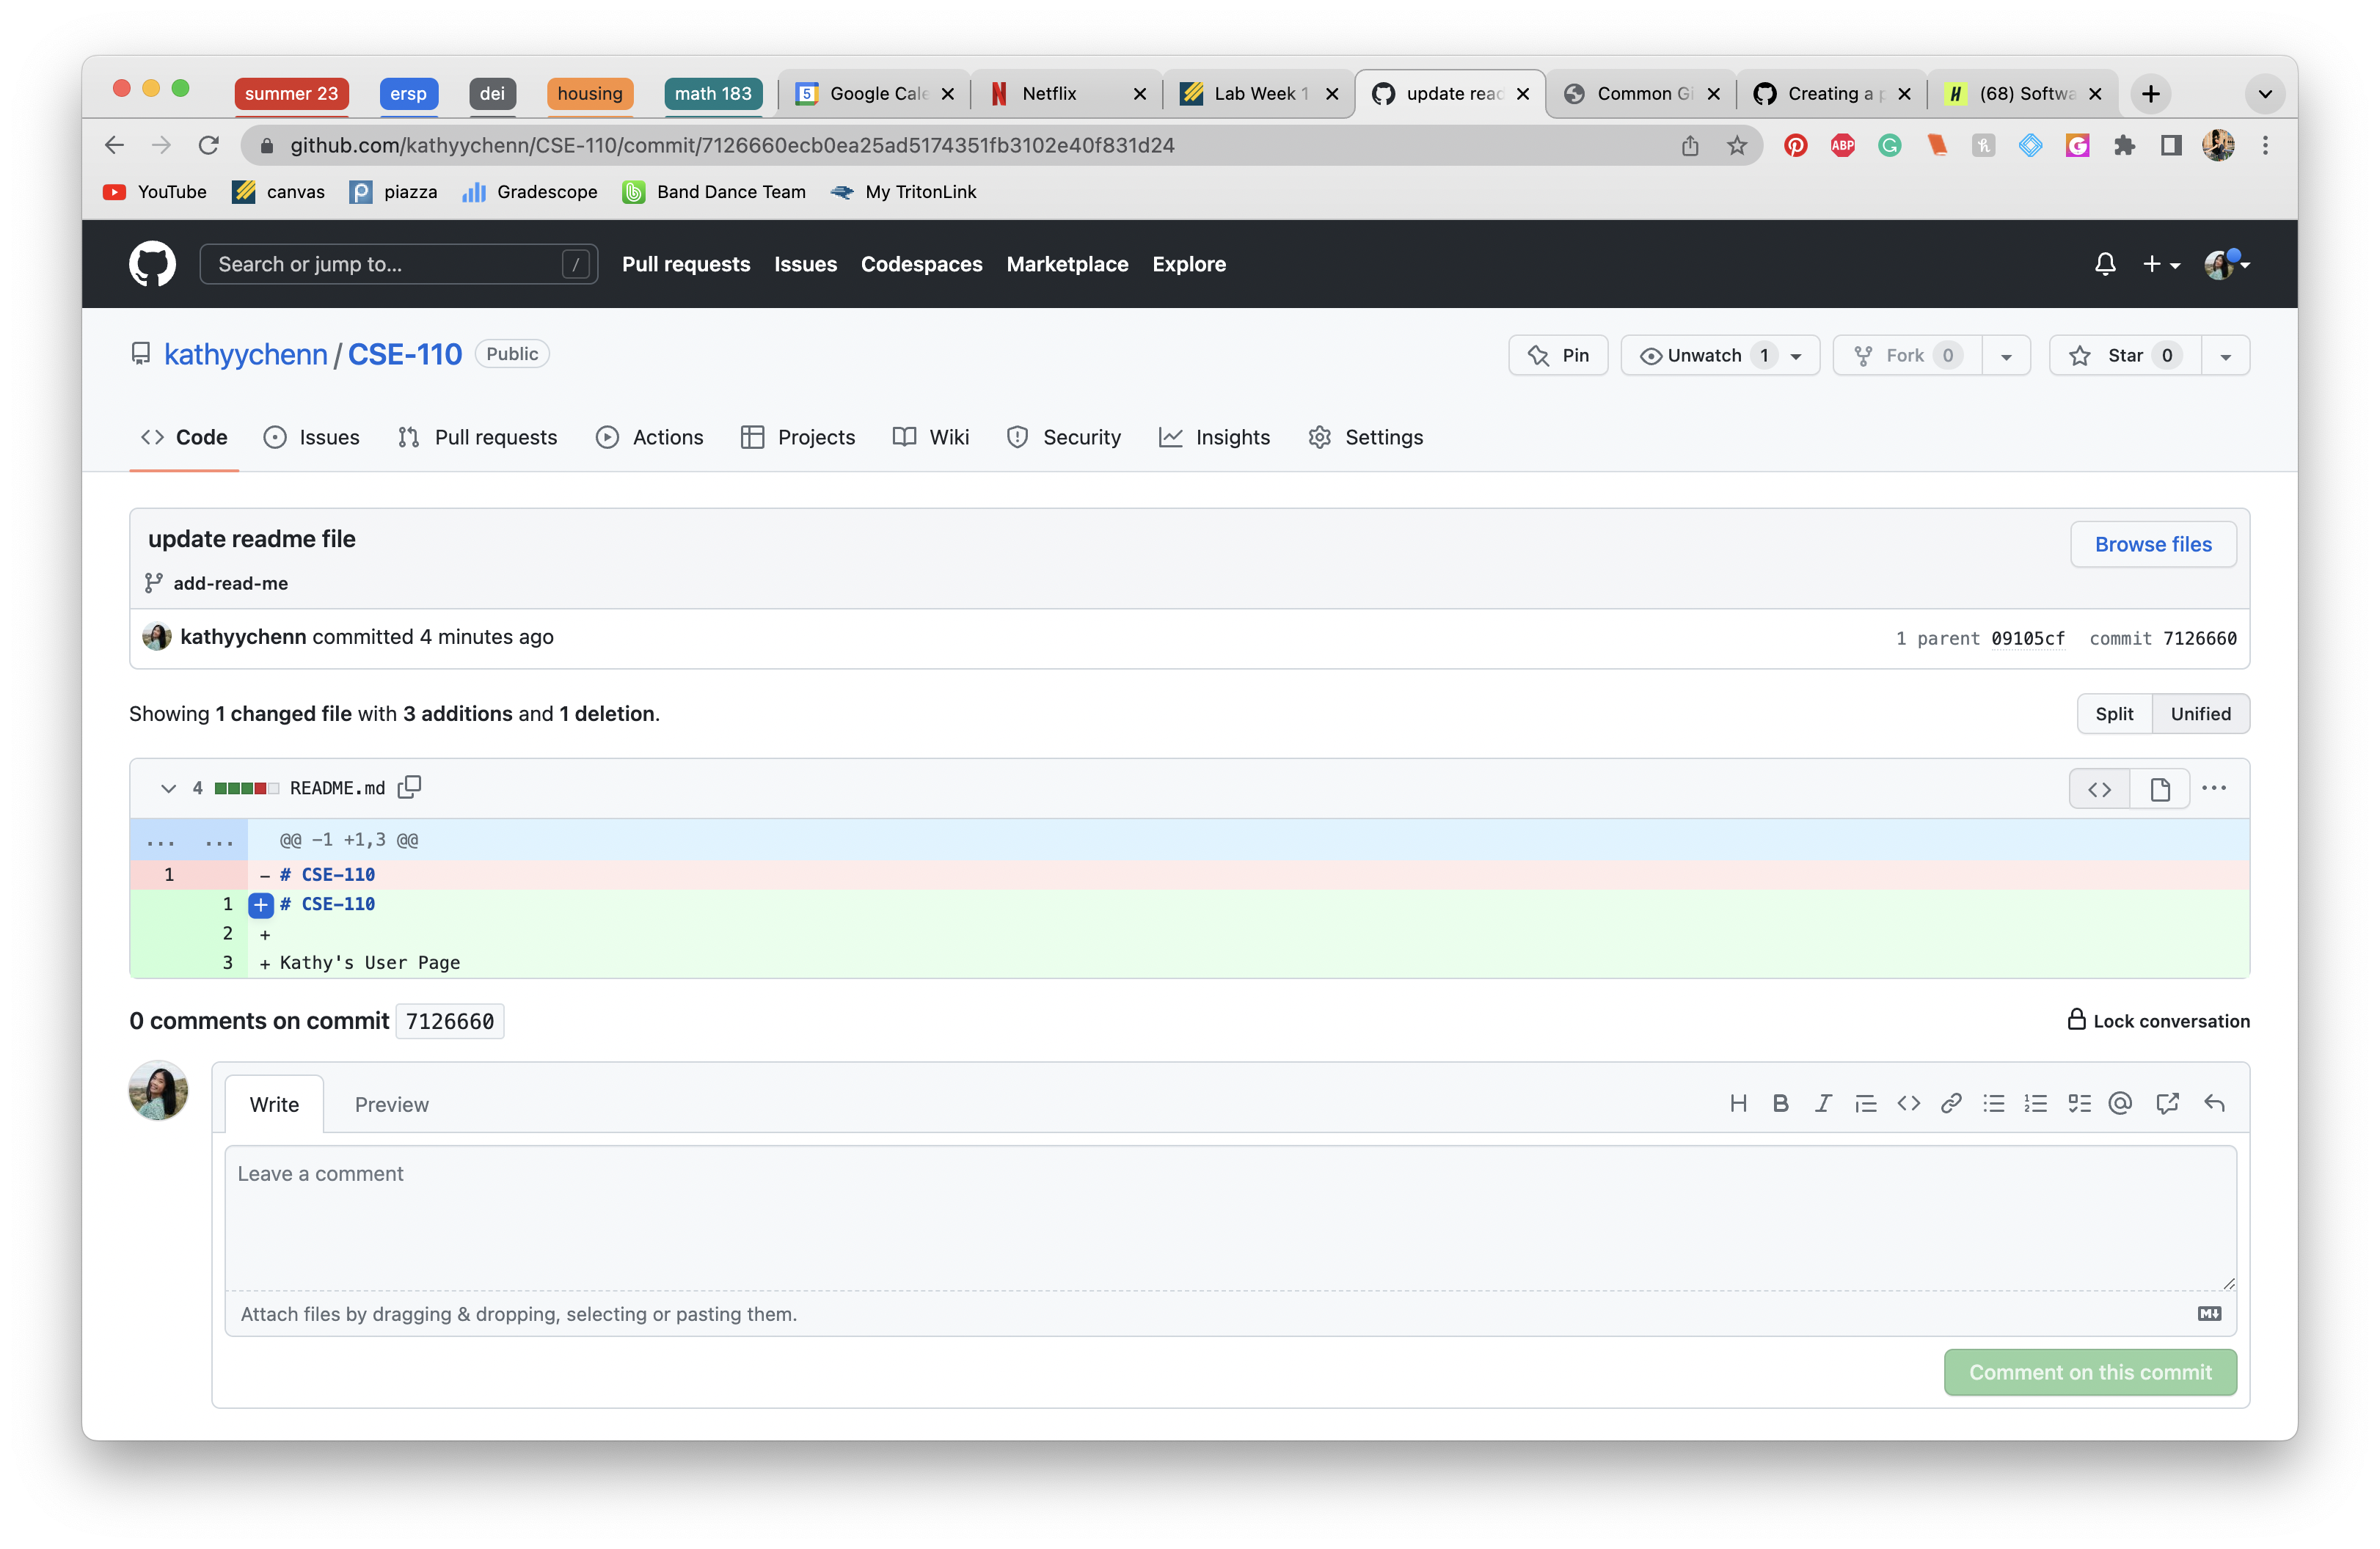 summer 23 ersp dei housing math 183 5 Google Cale Netflix Lab Week 1 update read Common Gi Creating a p (68) Softwa
github.com/kathyychenn/CSE-110/commit/7126660ecb0ea25ad5174351fb3102e40f831d24 ABP
YouTube canvas piazza Gradescope Band Dance Team My TritonLink
Search or jump to... / Pull requests Issues Codespaces Marketplace Explore
kathyychenn / CSE-110 Public Pin Unwatch 1 Fork 0 Star 0
Code Issues Pull requests Actions Projects Wiki Security Insights Settings
update readme file
Browse files
add-read-me
kathyychenn committed 4 minutes ago 1 parent 09105cf commit 7126660
Showing 1 changed file with 3 additions and 1 deletion. Split Unified
4 README.md
... ... @@ -1 +1,3 @@
1 - # CSE-110
1 + # CSE-110
2 +
3 + Kathy's User Page
0 comments on commit 7126660 Lock conversation
Write Preview
Leave a comment
Attach files by dragging & dropping, selecting or pasting them.
Comment on this commit